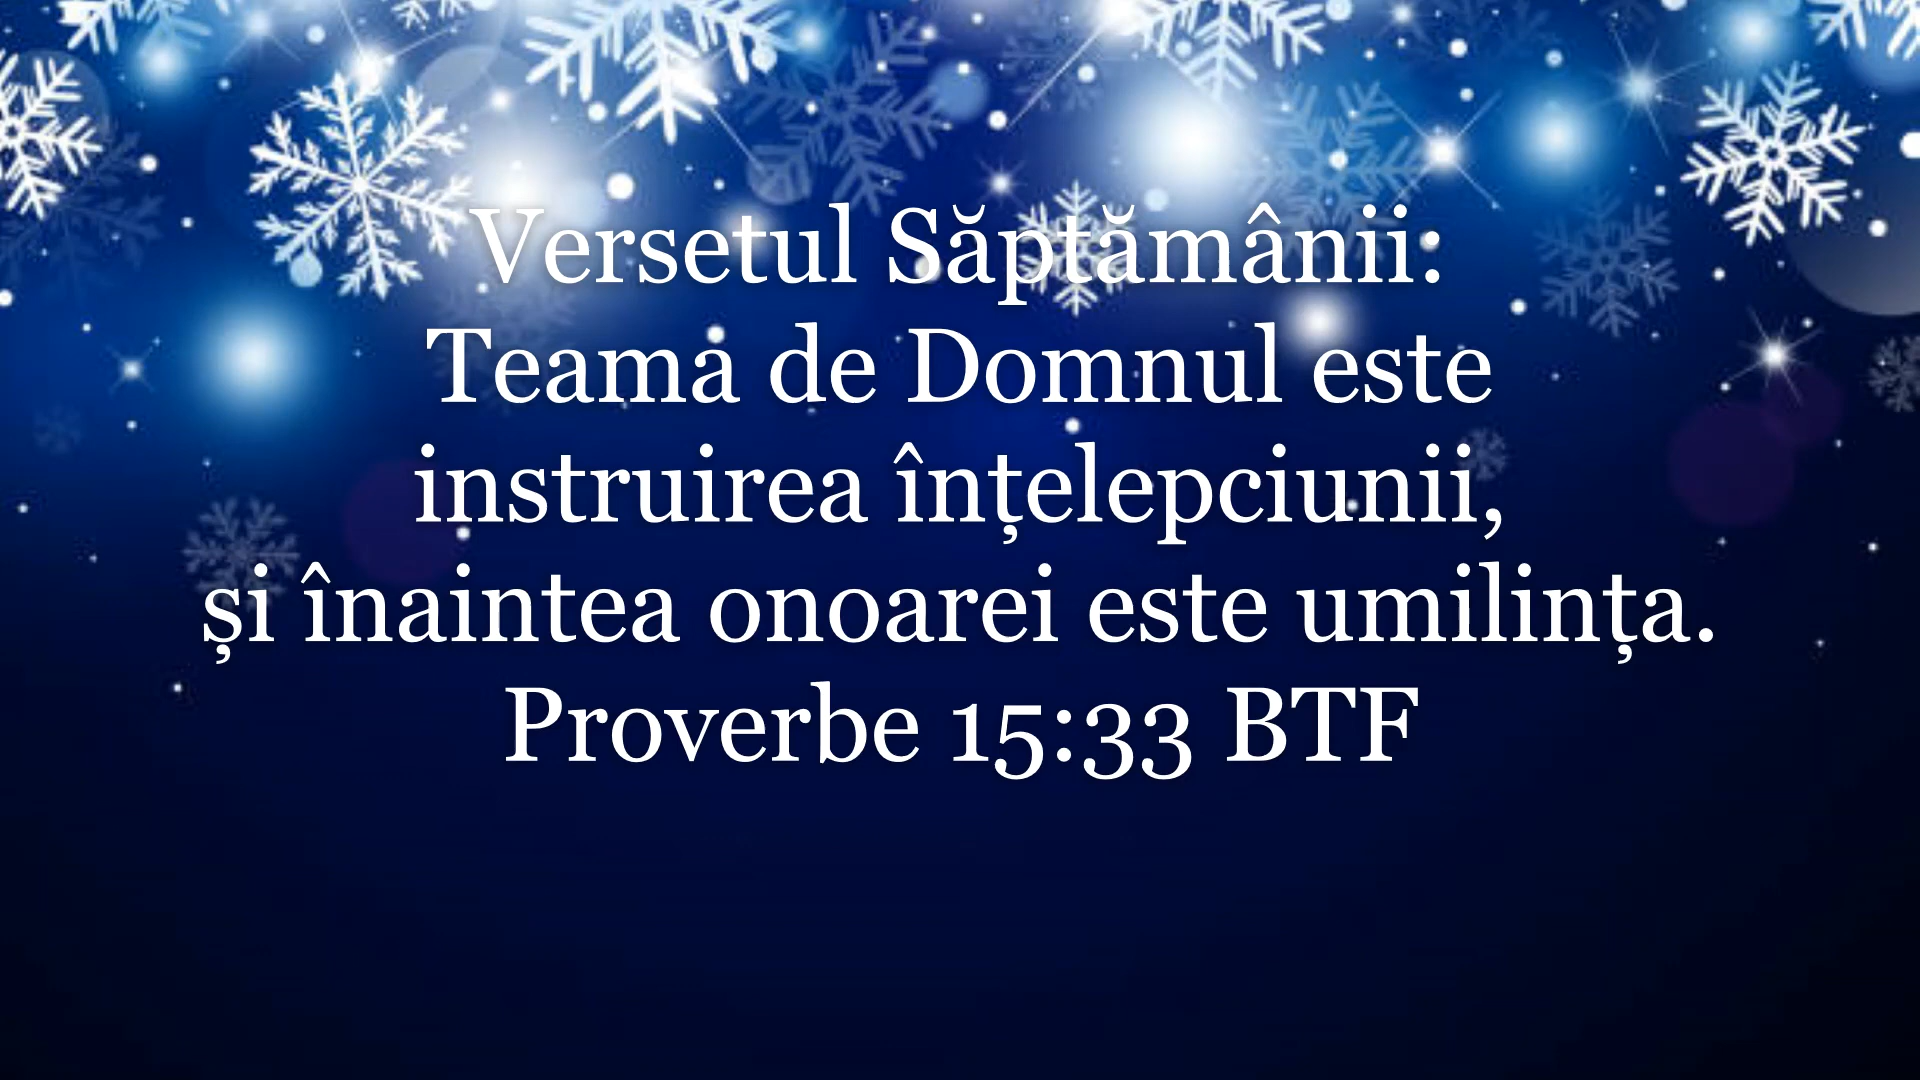 Versetul Săptămânii:
Teama de Domnul este
instruirea înțelepciunii,
și înaintea onoarei este umilința.
Proverbe 15:33 BTF